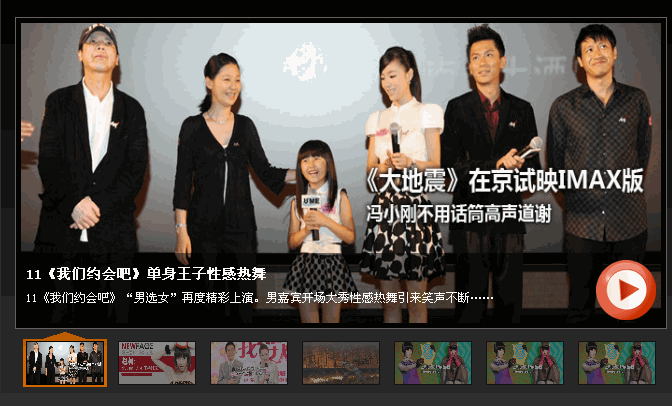 《大地震》在京试映IMAX版
冯小刚不用话筒高声道谢
UME
11《我们约会吧》单身王子性感热舞
11《我们约会吧》“男选女”再度精彩上演。男嘉宾开场大秀性感热舞引来笑声不断……
NEWFACE